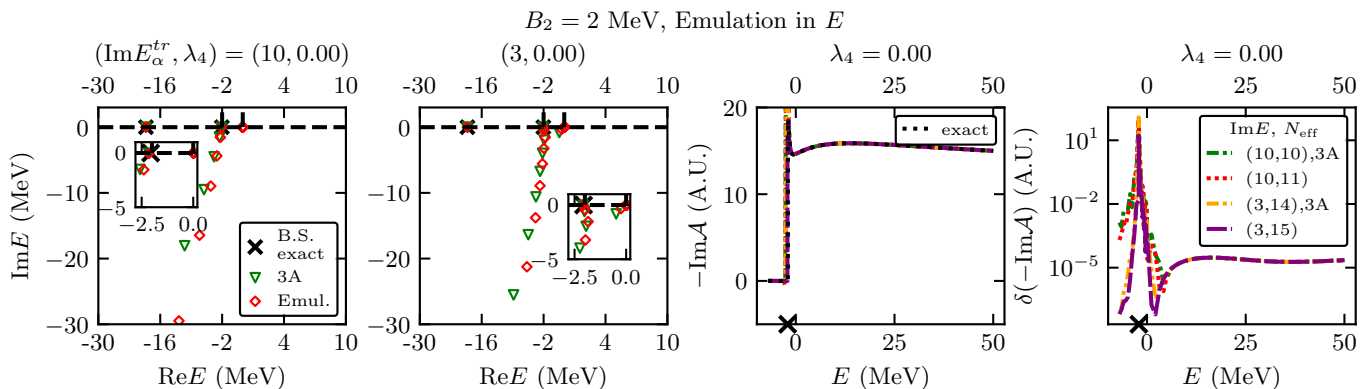 B₂ = 2 MeV, Emulation in E
(ImE_α^{tr}, λ₄) = (10, 0.00)
(3, 0.00)
λ₄ = 0.00
λ₄ = 0.00
-30 -16 -2 4 10
-30 -16 -2 4 10
0 25 50
0 25 50
ImE (MeV)
0
−10
−20
−30
0
−5
−2.5 0.0
B.S.
exact
3A
Emul.
-30 -16 -2 4 10
ReE (MeV)
0
−10
−20
−30
0
−5
−2.5 0.0
-30 -16 -2 4 10
ReE (MeV)
−Im𝒜 (A.U.)
20
15
10
5
0
exact
0 25 50
E (MeV)
δ(−Im𝒜) (A.U.)
10¹
10⁻²
10⁻⁵
ImE, N_eff
(10,10),3A
(10,11)
(3,14),3A
(3,15)
0 25 50
E (MeV)